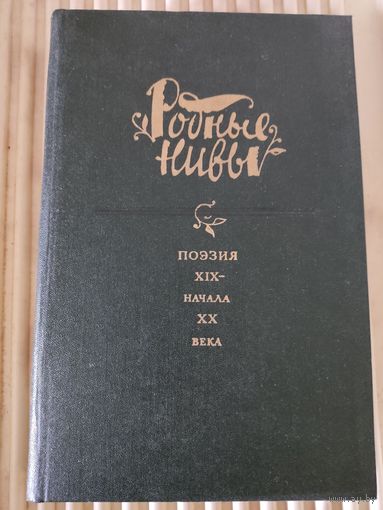 Родные
нивы
ПОЭЗИЯ
XIX-
НАЧАЛА
XX
ВЕКА